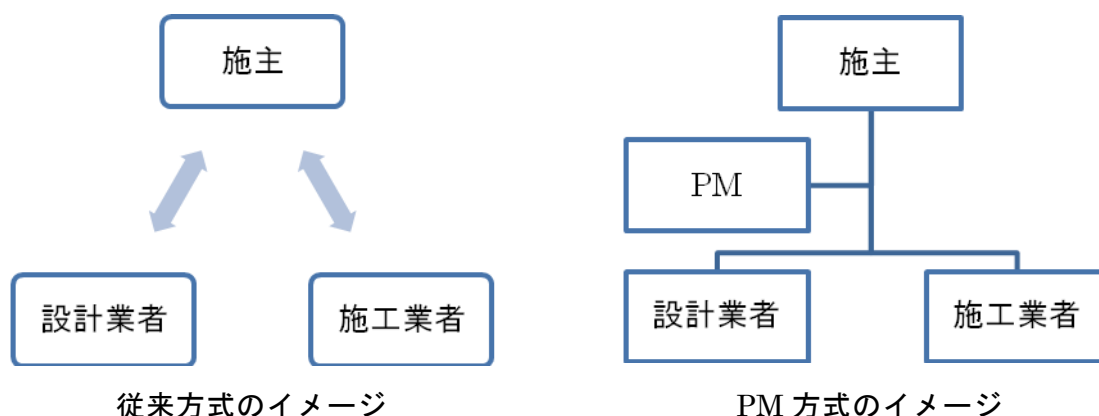 施主
設計業者
施工業者
従来方式のイメージ
施主
PM
設計業者
施工業者
PM 方式のイメージ